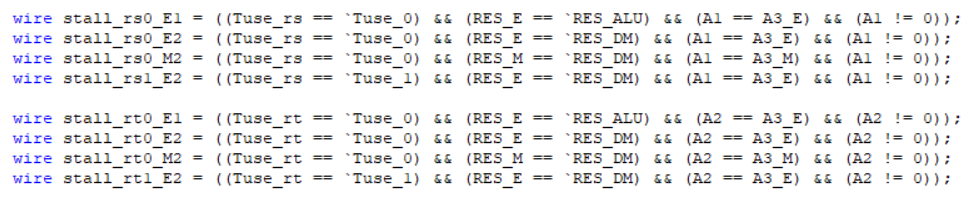 wire stall_rs0_E1 = ((Tuse_rs == `Tuse_0) && (RES_E == `RES_ALU) && (A1 == A3_E) && (A1 != 0));
wire stall_rs0_E2 = ((Tuse_rs == `Tuse_0) && (RES_E == `RES_DM) && (A1 == A3_E) && (A1 != 0));
wire stall_rs0_M2 = ((Tuse_rs == `Tuse_0) && (RES_M == `RES_DM) && (A1 == A3_M) && (A1 != 0));
wire stall_rs1_E2 = ((Tuse_rs == `Tuse_1) && (RES_E == `RES_DM) && (A1 == A3_E) && (A1 != 0));
wire stall_rt0_E1 = ((Tuse_rt == `Tuse_0) && (RES_E == `RES_ALU) && (A2 == A3_E) && (A2 != 0));
wire stall_rt0_E2 = ((Tuse_rt == `Tuse_0) && (RES_E == `RES_DM) && (A2 == A3_E) && (A2 != 0));
wire stall_rt0_M2 = ((Tuse_rt == `Tuse_0) && (RES_M == `RES_DM) && (A2 == A3_M) && (A2 != 0));
wire stall_rt1_E2 = ((Tuse_rt == `Tuse_1) && (RES_E == `RES_DM) && (A2 == A3_E) && (A2 != 0));